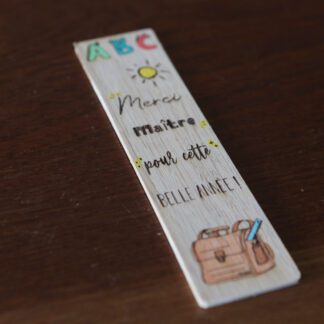 ABC
Merci
Maître
pour cette
BELLE ANNÉE !